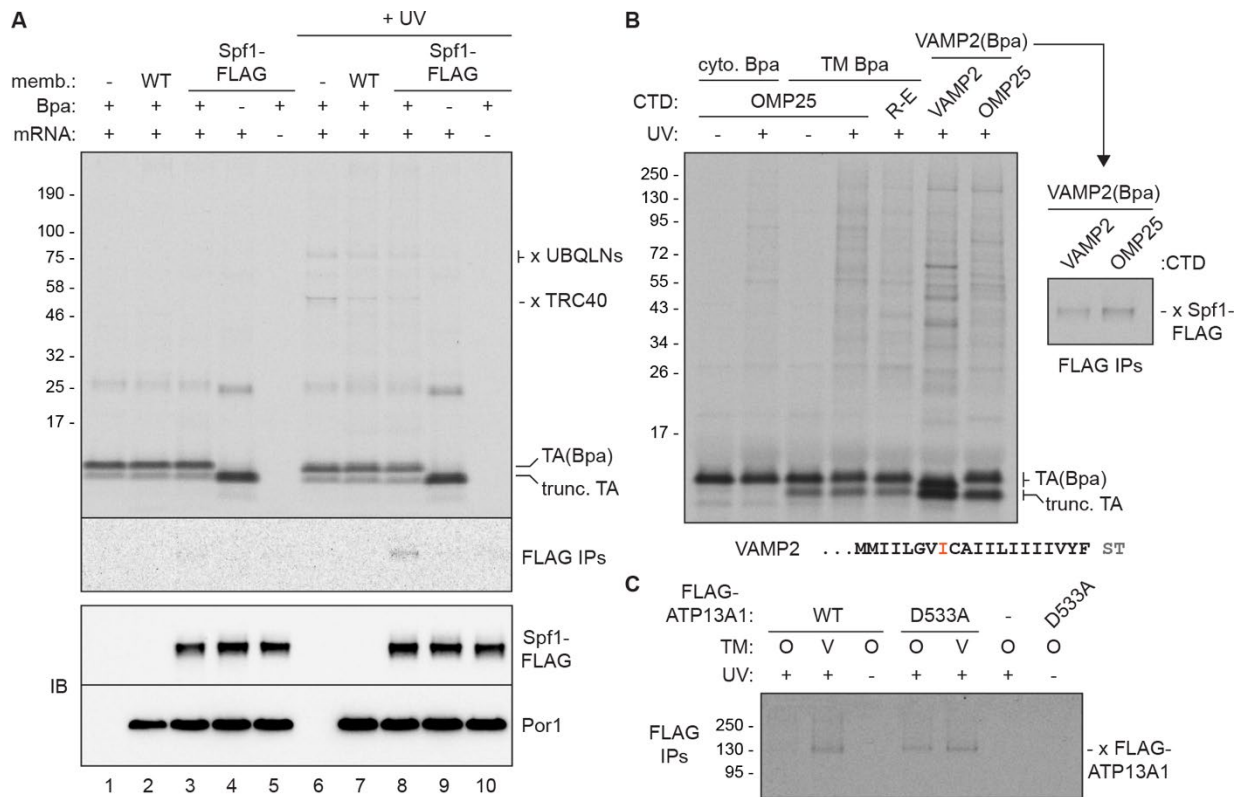 A
+ UV
Spf1-
FLAG
Spf1-
FLAG
memb.: - WT - WT
Bpa: + + + - + + + + - +
mRNA: + + + + - + + + + -
190 -
100 -
75 -
58 -
46 -
32 -
25 -
17 -
x UBQLNs
- x TRC40
TA(Bpa)
trunc. TA
FLAG IPs
IB
Spf1-
FLAG
Por1
1 2 3 4 5 6 7 8 9 10
B
VAMP2(Bpa)
cyto. Bpa TM Bpa
CTD: OMP25 R-E VAMP2 OMP25
UV: - + - + + + +
250 -
130 -
95 -
72 -
55 -
43 -
34 -
26 -
17 -
TA(Bpa)
trunc. TA
VAMP2(Bpa)
VAMP2 OMP25 :CTD
- x Spf1-
FLAG
FLAG IPs
VAMP2 ...MMIILGVICAIILIIIIVYF ST
C
FLAG-
ATP13A1: WT D533A - D533A
TM: O V O O V O O
UV: + + - + + + -
FLAG
IPs
250 -
130 -
95 -
- x FLAG-
ATP13A1